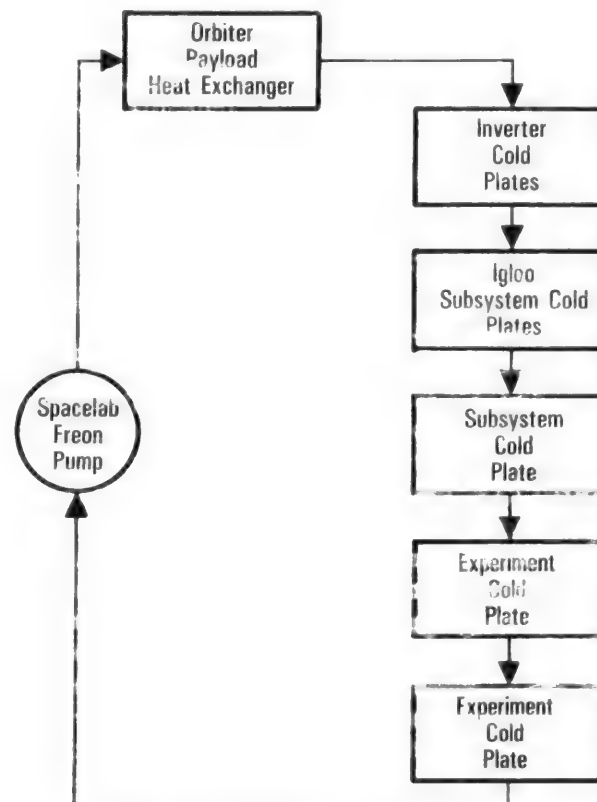 Orbiter
Payload
Heat Exchanger
Inverter
Cold
Plates
Igloo
Subsystem Cold
Plates
Spacelab
Freon
Pump
Subsystem
Cold
Plate
Experiment
Cold
Plate
Experiment
Cold
Plate